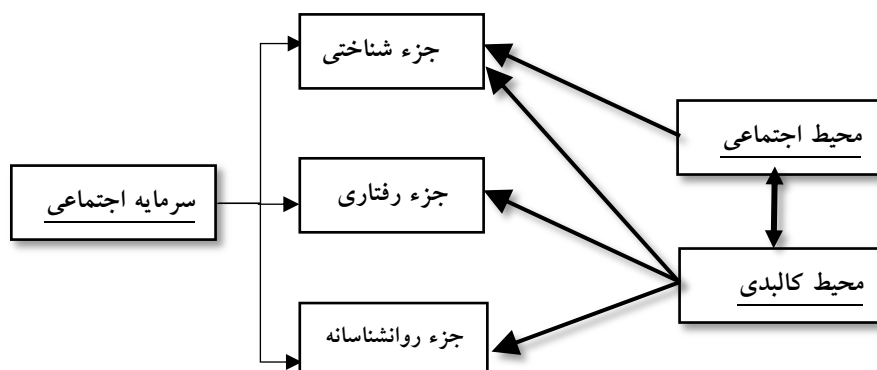 جزء شناختی
محیط اجتماعی
جزء رفتاری
سرمایه اجتماعی
محیط کالبدی
جزء روانشناسانه